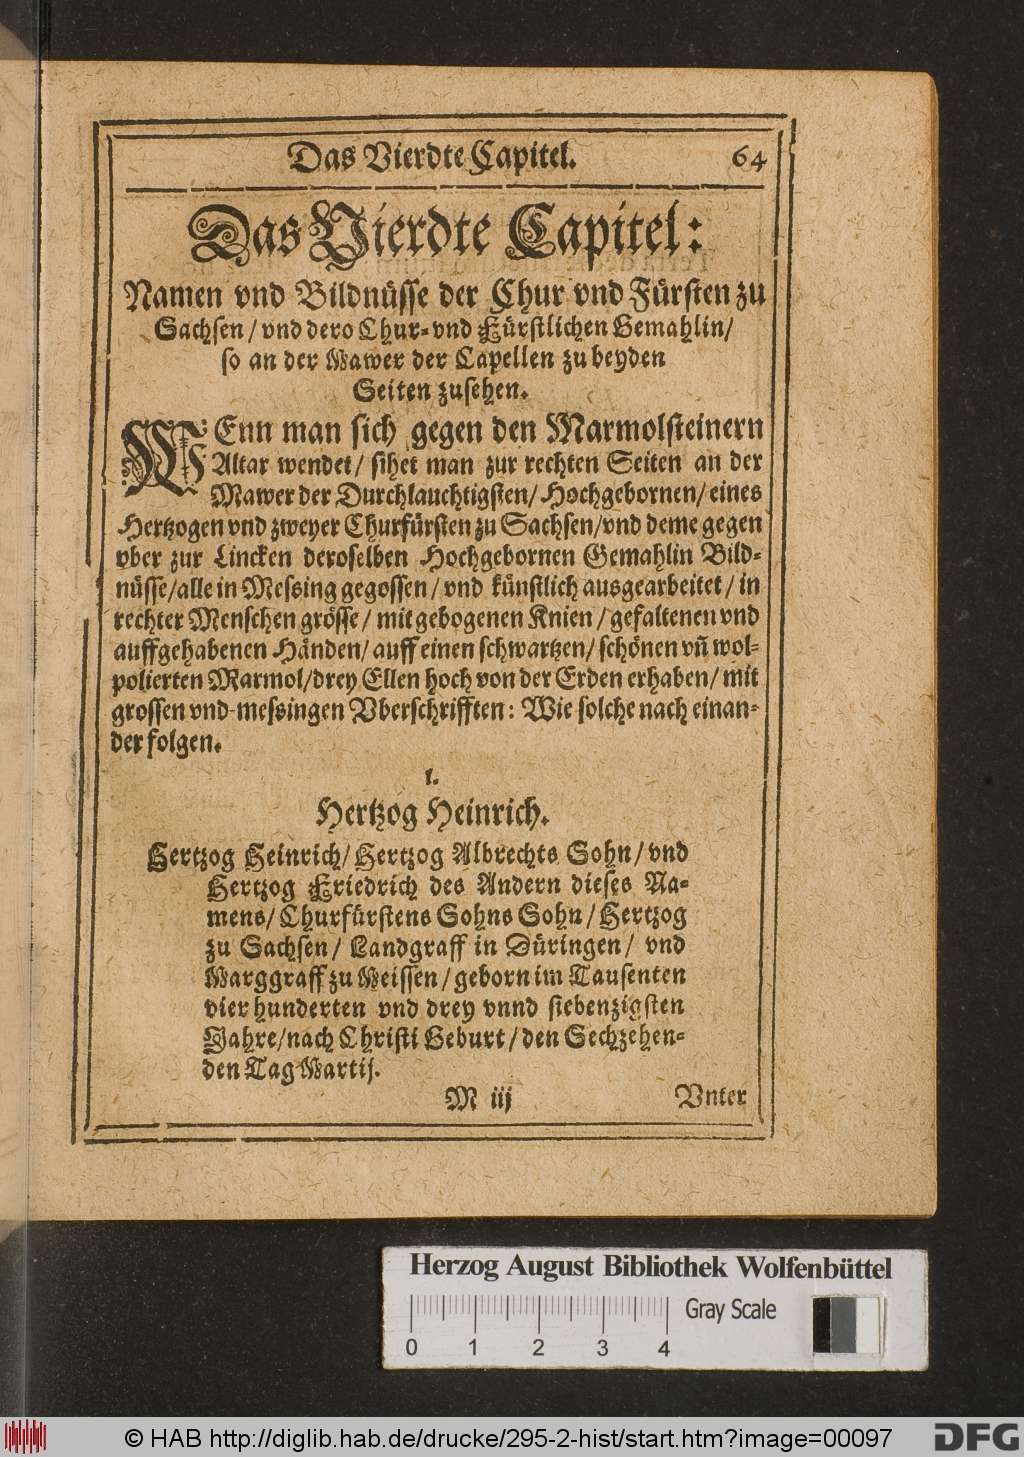 Das Vierdte Capitel. 64
Das Vierdte Capitel:
Namen vnd Bildnüsse der Chur vnd Fürsten zu
Sachsen / vnd dero Chur- vnd Fürstlichen Gemahlin /
so an der Mawer der Capellen zu beyden
Seiten zusehen.
WEnn man sich gegen den Marmolsteinern
Altar wendet / sihet man zur rechten Seiten an der
Mawer der Durchlauchtigsten / Hochgebornen / eines
Hertzogen vnd zweyer Churfürsten zu Sachsen / vnd deme gegen
vber zur Lincken deroselben Hochgebornen Gemahlin Bild-
nüsse / alle in Messing gegossen / vnd künstlich ausgearbeitet / in
rechter Menschen grösse / mit gebogenen Knien / gefaltenen vnd
auffgehabenen Händen / auff einen schwartzen / schönen vn̄ wol-
polierten Marmol / drey Ellen hoch von der Erden erhaben / mit
grossen vnd messingen Vberschrifften: Wie solche nach einan-
der folgen.
1.
Hertzog Heinrich.
Hertzog Heinrich / Hertzog Albrechts Sohn / vnd
Hertzog Friedrich des Andern dieses Na-
mens / Churfürstens Sohns Sohn / Hertzog
zu Sachsen / Landgraff in Düringen / vnd
Marggraff zu Meissen / geborn im Tausenten
vier hunderten vnd drey vnnd siebenzigsten
Jahre / nach Christi Geburt / den Sechzehen-
den Tag Martij.
M iij Vnter
Herzog August Bibliothek Wolfenbüttel
Gray Scale
0 1 2 3 4
© HAB http://diglib.hab.de/drucke/295-2-hist/start.htm?image=00097
DFG